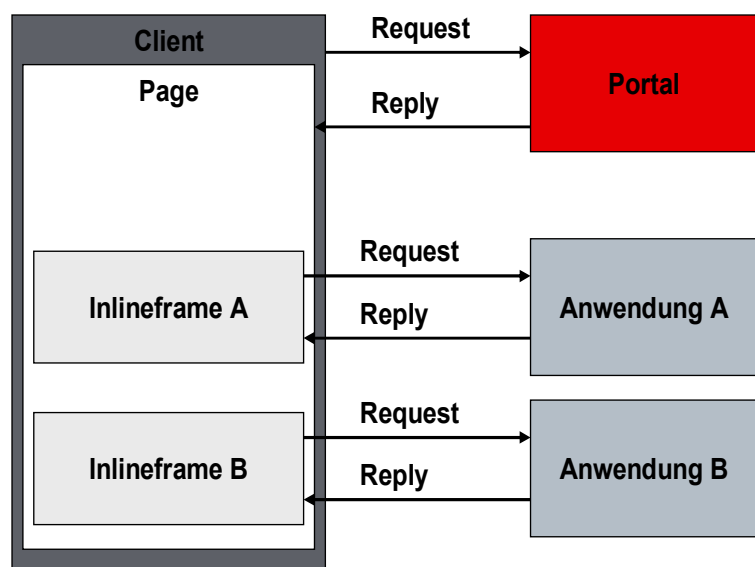 Client
Request
Portal
Page
Reply
Request
Inlineframe A
Anwendung A
Reply
Request
Inlineframe B
Anwendung B
Reply